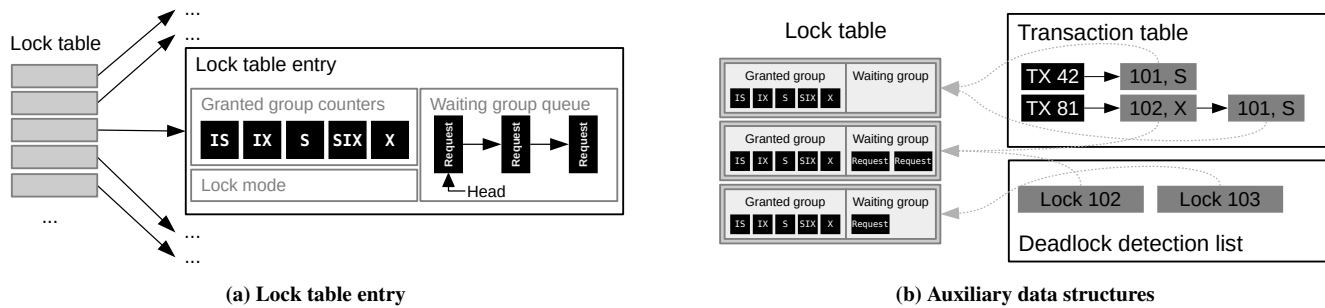 Lock table
...
...
Lock table entry
Granted group counters
IS IX S SIX X
Lock mode
Waiting group queue
Request Request Request
Head
...
...
...
(a) Lock table entry
Lock table
Granted group Waiting group
IS IX S SIX X
Granted group Waiting group
IS IX S SIX X Request Request
Granted group Waiting group
IS IX S SIX X Request
Transaction table
TX 42 101, S
TX 81 102, X 101, S
Lock 102 Lock 103
Deadlock detection list
(b) Auxiliary data structures